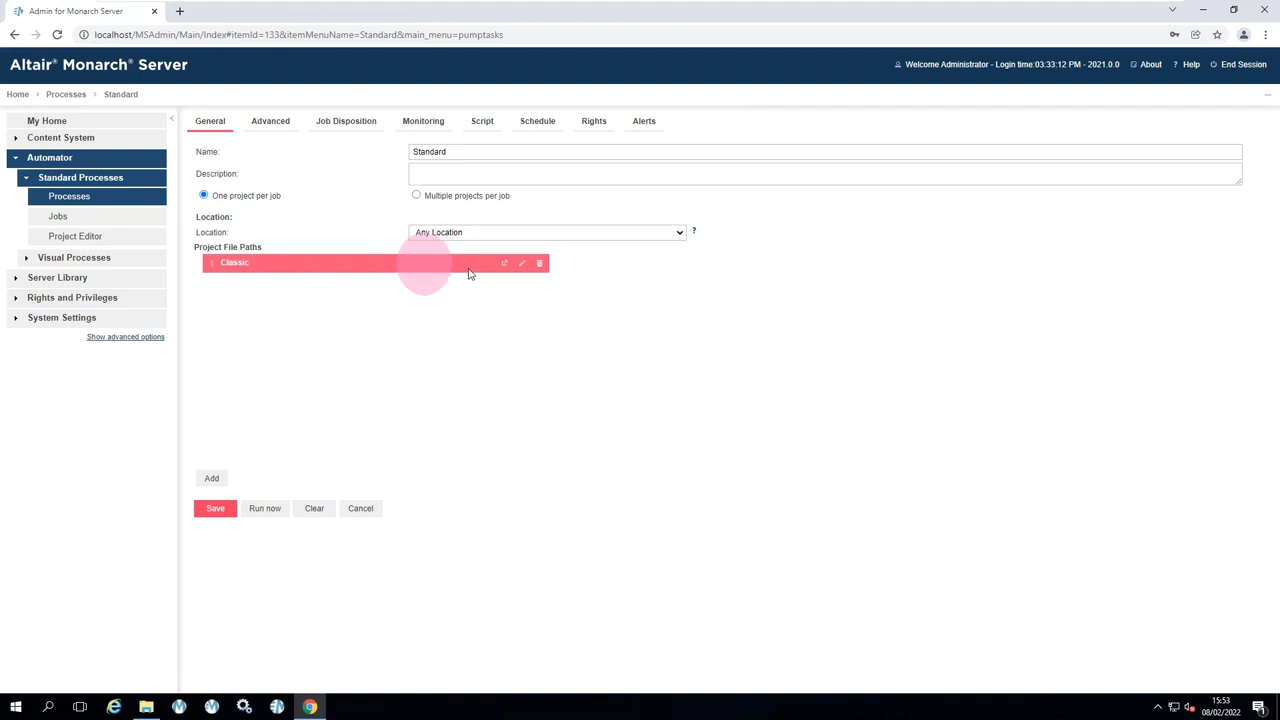 Admin for Monarch Server
localhost/MSAdmin/Main/Index#itemId=133&itemMenuName=Standard&main_menu=pumptasks
Altair® Monarch® Server
Welcome Administrator - Login time:03:33:12 PM - 2021.0.0
About
? Help
End Session
Home > Processes > Standard
My Home
Content System
Automator
Standard Processes
Processes
Jobs
Project Editor
Visual Processes
Server Library
Rights and Privileges
System Settings
Show advanced options
General
Advanced
Job Disposition
Monitoring
Script
Schedule
Rights
Alerts
Name: Standard
Description:
One project per job
Multiple projects per job
Location:
Location: Any Location ?
Project File Paths
Classic
Add
Save
Run now
Clear
Cancel
15:53
08/02/2022
1